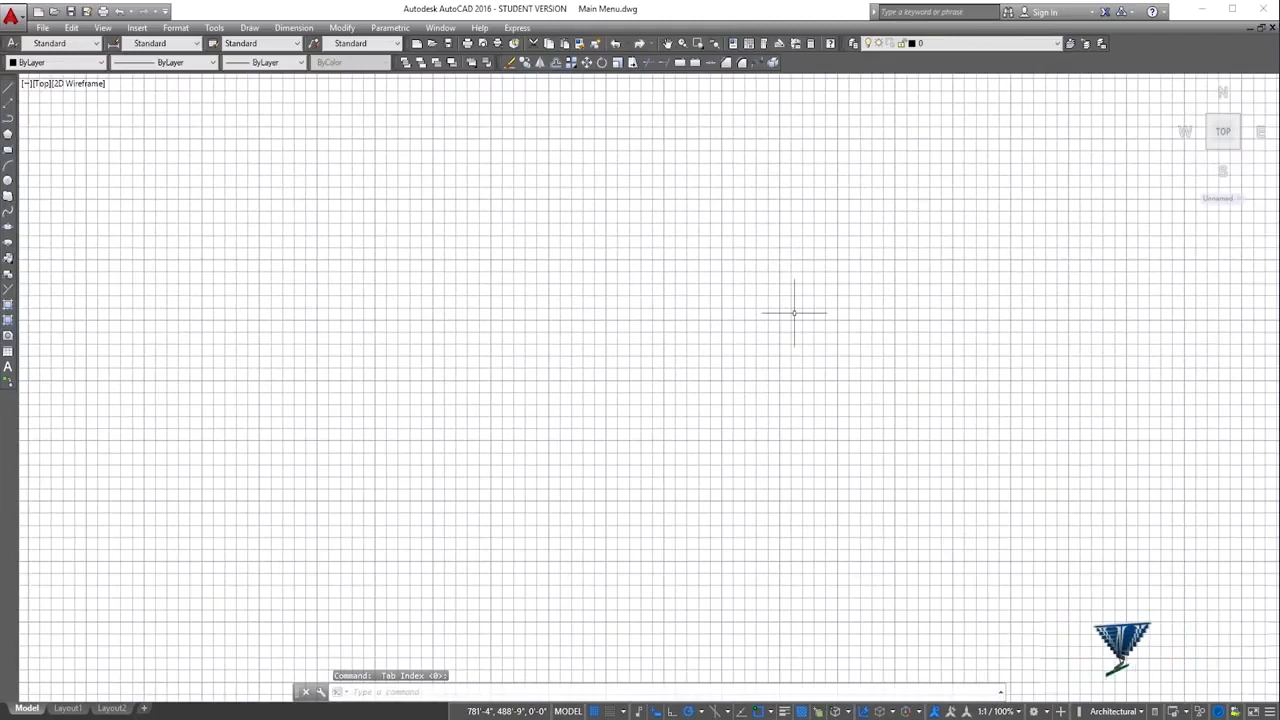 Autodesk AutoCAD 2016 - STUDENT VERSION Main Menu.dwg
Type a keyword or phrase
Sign In
File Edit View Insert Format Tools Draw Dimension Modify Parametric Window Help Express
Standard Standard Standard Standard 0
ByLayer ByLayer ByLayer ByColor
[−][Top][2D Wireframe]
N
W TOP E
S
Unnamed
Command: Tab Index <0>:
Type a command
Model Layout1 Layout2 + 781'-4", 488'-9", 0'-0" MODEL 1:1 / 100% Architectural